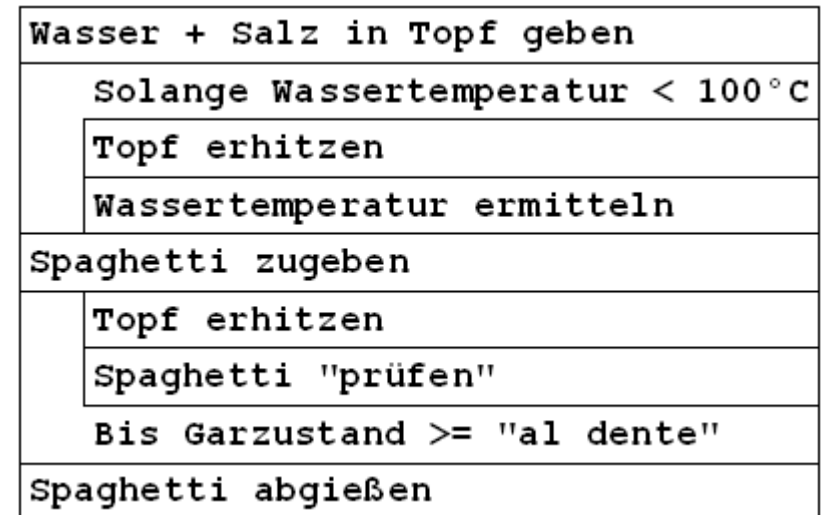 Wasser + Salz in Topf geben
Solange Wassertemperatur < 100°C
Topf erhitzen
Wassertemperatur ermitteln
Spaghetti zugeben
Topf erhitzen
Spaghetti "prüfen"
Bis Garzustand >= "al dente"
Spaghetti abgießen